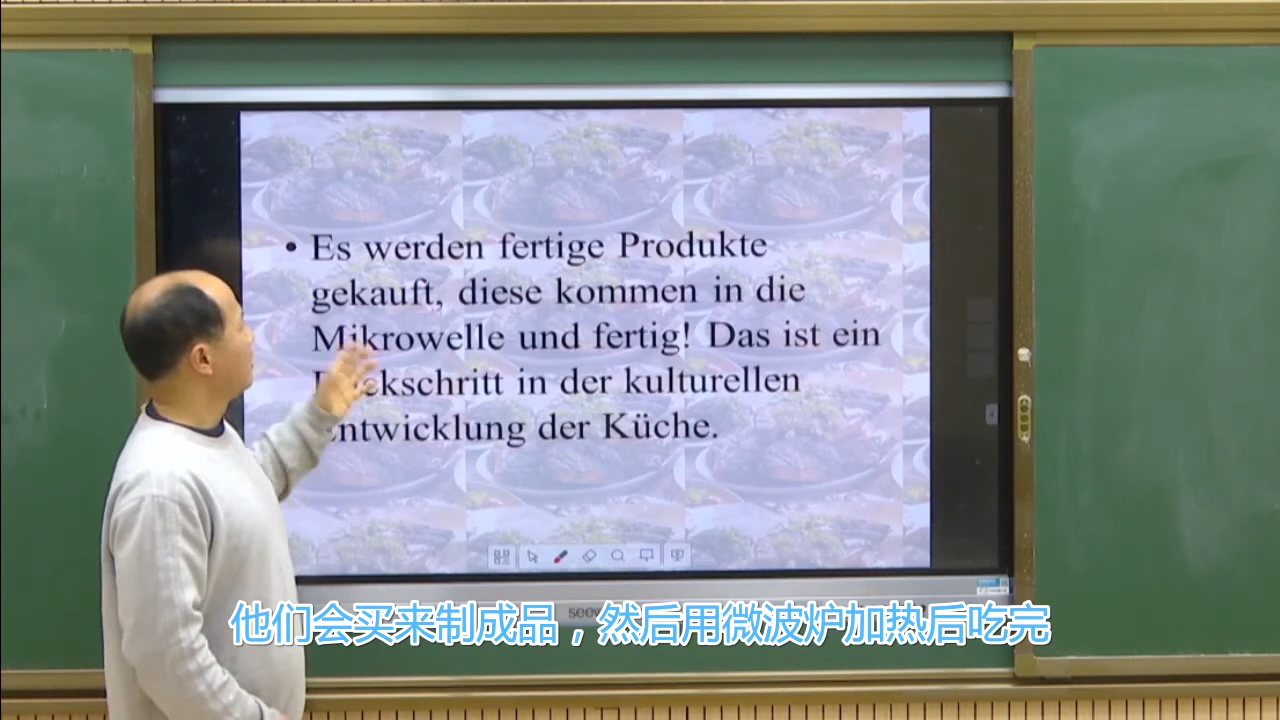 • Es werden fertige Produkte
gekauft, diese kommen in die
Mikrowelle und fertig! Das ist ein
in der kulturellen
der Küche.
他们会买来制成品，然后用微波炉加热后吃完